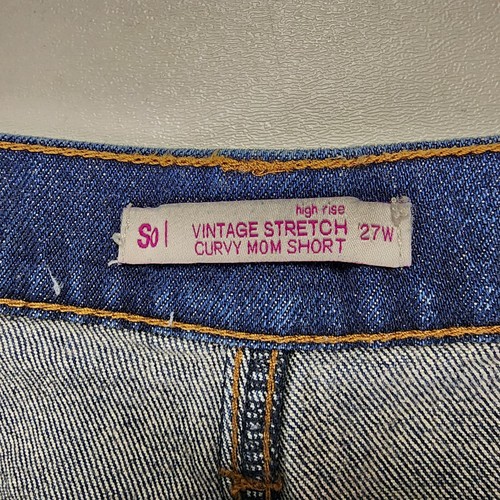 So |
high rise
VINTAGE STRETCH
CURVY MOM SHORT
27W